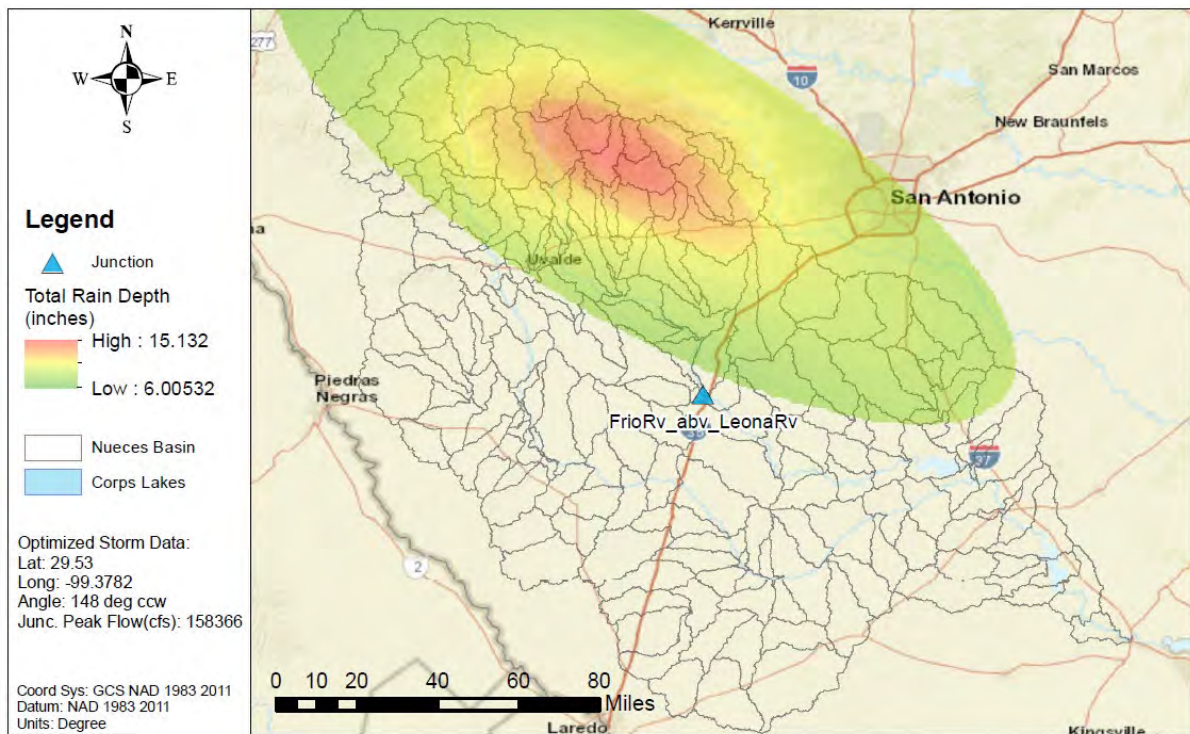 N
W E
S
Legend
Junction
Total Rain Depth
(inches)
High : 15.132
Low : 6.00532
Nueces Basin
Corps Lakes
Optimized Storm Data:
Lat: 29.53
Long: -99.3782
Angle: 148 deg ccw
Junc. Peak Flow(cfs): 158366
Coord Sys: GCS NAD 1983 2011
Datum: NAD 1983 2011
Units: Degree
277
Kerrville
10
San Marcos
New Braunfels
San Antonio
na
Uvalde
Piedras
Negras
FrioRv_abv_LeonaRv
35
37
2
0 10 20 40 60 80
Miles
Laredo
Kingsville